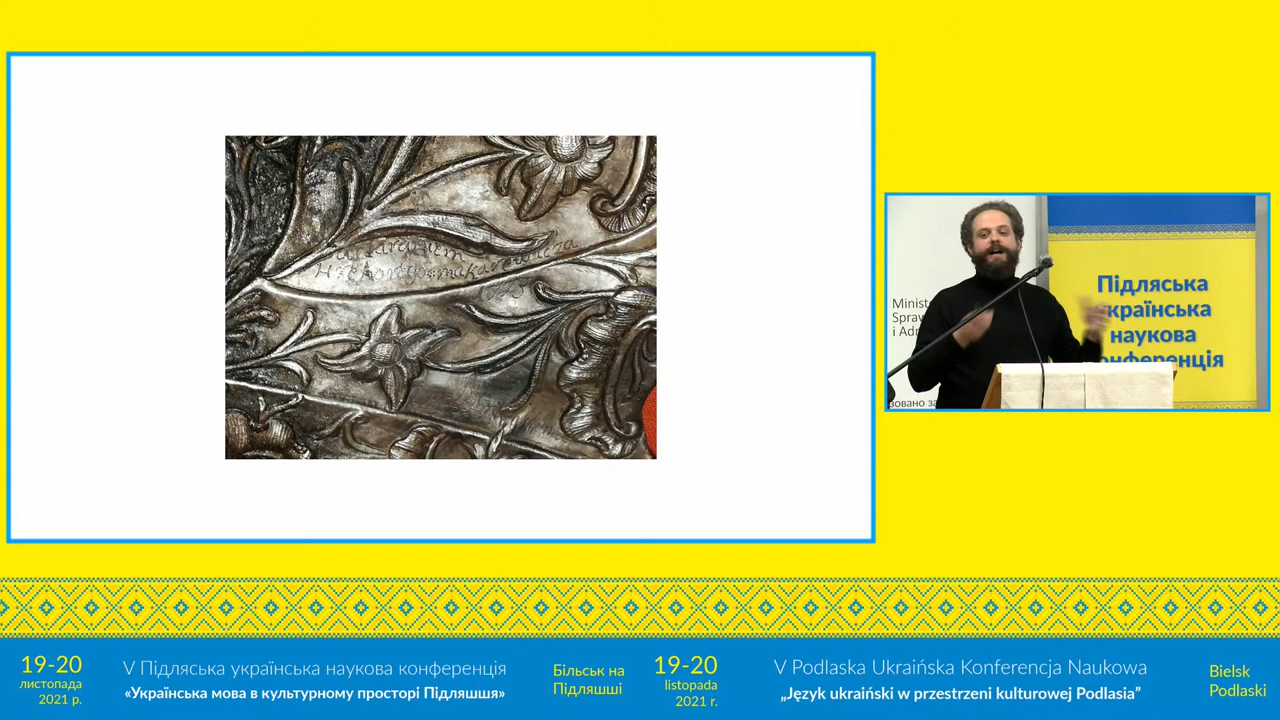 Підляська
українська
наукова
конференція
Minist
Spraw
i Adr
зовано за
19-20
листопада
2021 р.
V Підляська українська наукова конференція
«Українська мова в культурному просторі Підляшшя»
Більськ на
Підляшші
19-20
listopada
2021 r.
V Podlaska Ukraińska Konferencja Naukowa
„Język ukraiński w przestrzeni kulturowej Podlasia”
Bielsk
Podlaski